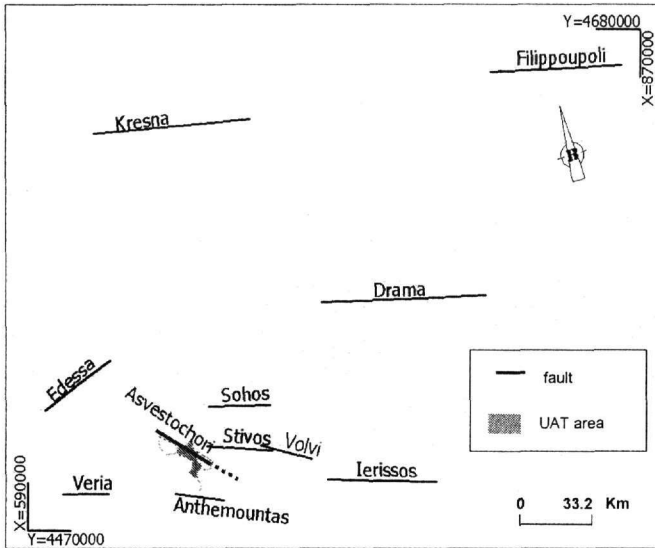 Y=4680000
X=870000
Filippoupoli
Kresna
B
Drama
Edessa
Asvestochori
Sohos
Stivos
Volvi
Ierissos
Veria
Anthemountas
X=590000
Y=4470000
fault
UAT area
0 33.2 Km